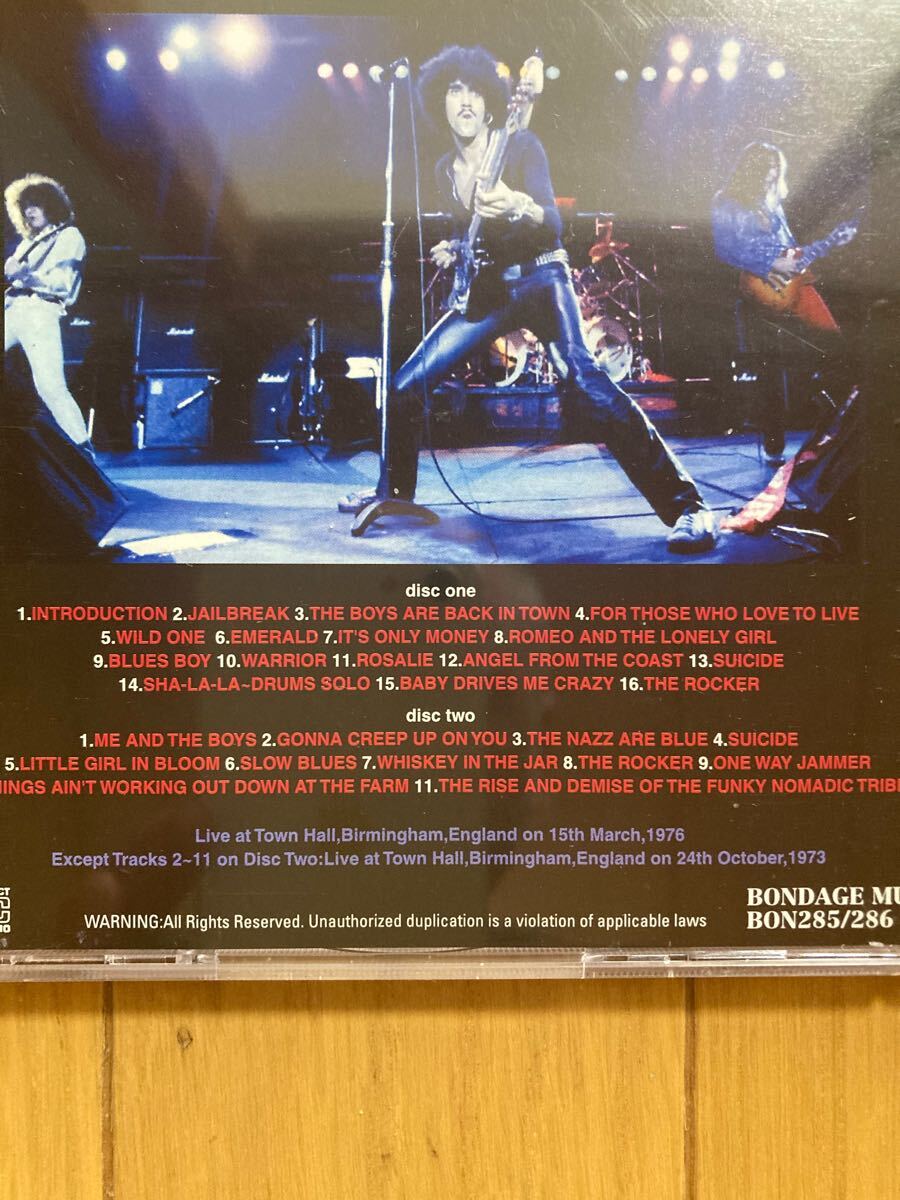 disc one
1.INTRODUCTION 2.JAILBREAK 3.THE BOYS ARE BACK IN TOWN 4.FOR THOSE WHO LOVE TO LIVE
5.WILD ONE 6.EMERALD 7.IT'S ONLY MONEY 8.ROMEO AND THE LONELY GIRL
9.BLUES BOY 10.WARRIOR 11.ROSALIE 12.ANGEL FROM THE COAST 13.SUICIDE
14.SHA-LA-LA~DRUMS SOLO 15.BABY DRIVES ME CRAZY 16.THE ROCKER
disc two
1.ME AND THE BOYS 2.GONNA CREEP UP ON YOU 3.THE NAZZ ARE BLUE 4.SUICIDE
5.LITTLE GIRL IN BLOOM 6.SLOW BLUES 7.WHISKEY IN THE JAR 8.THE ROCKER 9.ONE WAY JAMMER
INGS AIN'T WORKING OUT DOWN AT THE FARM 11.THE RISE AND DEMISE OF THE FUNKY NOMADIC TRIB
Live at Town Hall,Birmingham,England on 15th March,1976
Except Tracks 2~11 on Disc Two:Live at Town Hall,Birmingham,England on 24th October,1973
WARNING:All Rights Reserved. Unauthorized duplication is a violation of applicable laws
BONDAGE MU
BON285/286